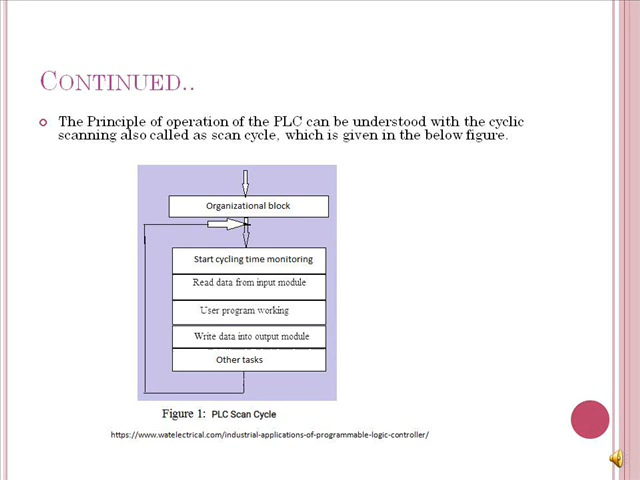 CONTINUED..
The Principle of operation of the PLC can be understood with the cyclic
scanning also called as scan cycle, which is given in the below figure.
Organizational block
Start cycling time monitoring
Read data from input module
User program working
Write data into output module
Other tasks
Figure 1: PLC Scan Cycle
https://www.watelectrical.com/industrial-applications-of-programmable-logic-controller/